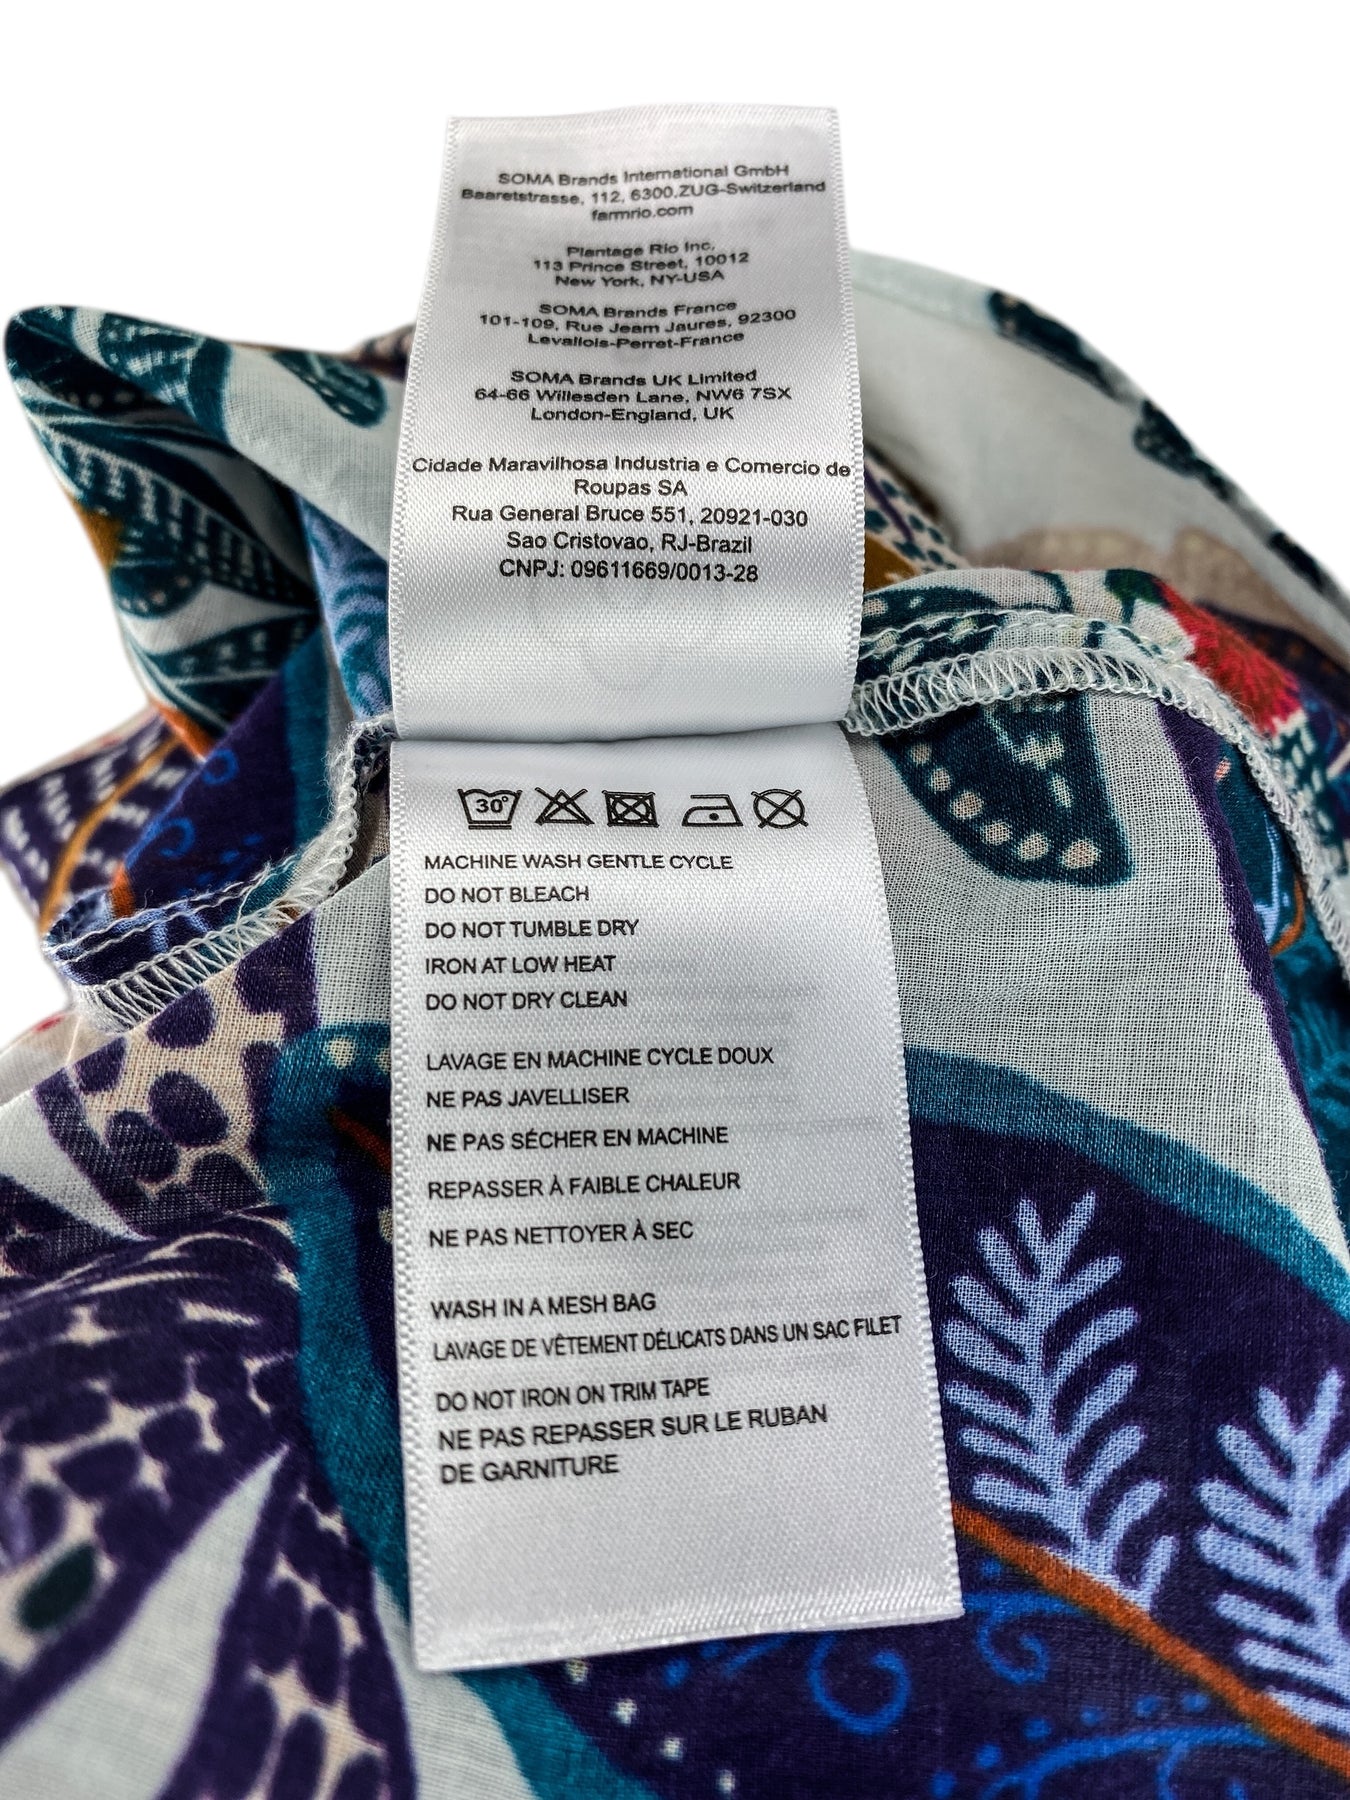 SOMA Brands International GmbH
Baaretstrasse, 112, 6300,ZUG-Switzerland
farmrio.com
Plantage Rio Inc.
113 Prince Street, 10012
New York, NY-USA
SOMA Brands France
101-109, Rue Jeam Jaures, 92300
Levallois-Perret-France
SOMA Brands UK Limited
64-66 Willesden Lane, NW6 7SX
London-England, UK
Cidade Maravilhosa Industria e Comercio de
Roupas SA
Rua General Bruce 551, 20921-030
Sao Cristovao, RJ-Brazil
CNPJ: 09611669/0013-28
30°
MACHINE WASH GENTLE CYCLE
DO NOT BLEACH
DO NOT TUMBLE DRY
IRON AT LOW HEAT
DO NOT DRY CLEAN
LAVAGE EN MACHINE CYCLE DOUX
NE PAS JAVELLISER
NE PAS SÉCHER EN MACHINE
REPASSER À FAIBLE CHALEUR
NE PAS NETTOYER À SEC
WASH IN A MESH BAG
LAVAGE DE VÊTEMENT DÉLICATS DANS UN SAC FILET
DO NOT IRON ON TRIM TAPE
NE PAS REPASSER SUR LE RUBAN
DE GARNITURE